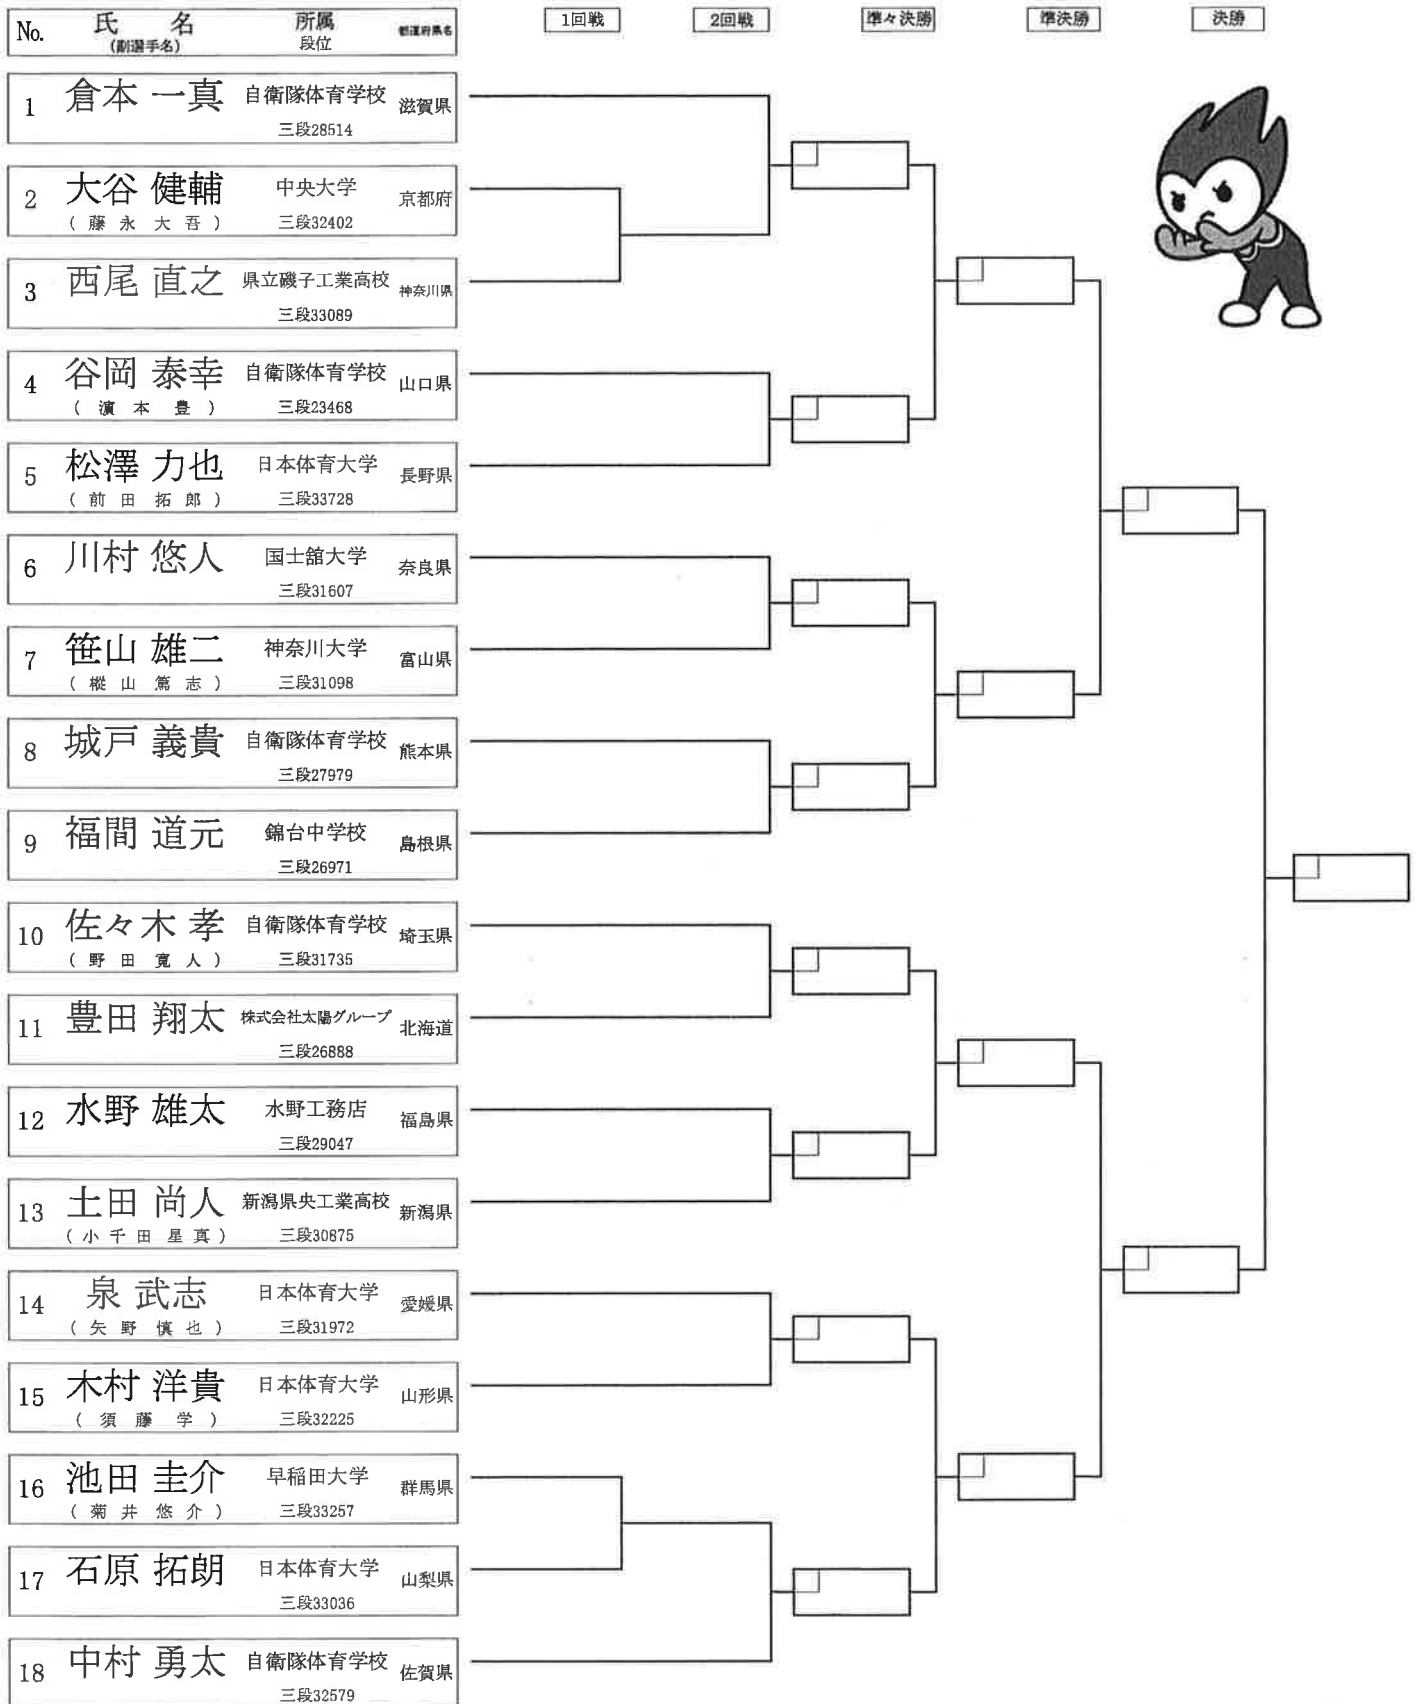 No. 氏 名 所属 都道府県名 1回戦 2回戦 準々決勝 準決勝 決勝
(副選手名) 段位
1 倉本 一真 自衛隊体育学校 滋賀県
三段28514
2 大谷 健輔 中央大学 京都府
(藤永大吾) 三段32402
3 西尾 直之 県立磯子工業高校 神奈川県
三段33089
4 谷岡 泰幸 自衛隊体育学校 山口県
(濵本豊) 三段23468
5 松澤 力也 日本体育大学 長野県
(前田拓郎) 三段33728
6 川村 悠人 国士舘大学 奈良県
三段31607
7 笹山 雄二 神奈川大学 富山県
(樅山篤志) 三段31098
8 城戸 義貴 自衛隊体育学校 熊本県
三段27979
9 福間 道元 錦台中学校 島根県
三段26971
10 佐々木 孝 自衛隊体育学校 埼玉県
(野田寛人) 三段31735
11 豊田 翔太 株式会社太陽グループ 北海道
三段26888
12 水野 雄太 水野工務店 福島県
三段29047
13 土田 尚人 新潟県央工業高校 新潟県
(小千田星真) 三段30875
14 泉 武志 日本体育大学 愛媛県
(矢野慎也) 三段31972
15 木村 洋貴 日本体育大学 山形県
(須藤学) 三段32225
16 池田 圭介 早稲田大学 群馬県
(菊井悠介) 三段33257
17 石原 拓朗 日本体育大学 山梨県
三段33036
18 中村 勇太 自衛隊体育学校 佐賀県
三段32579